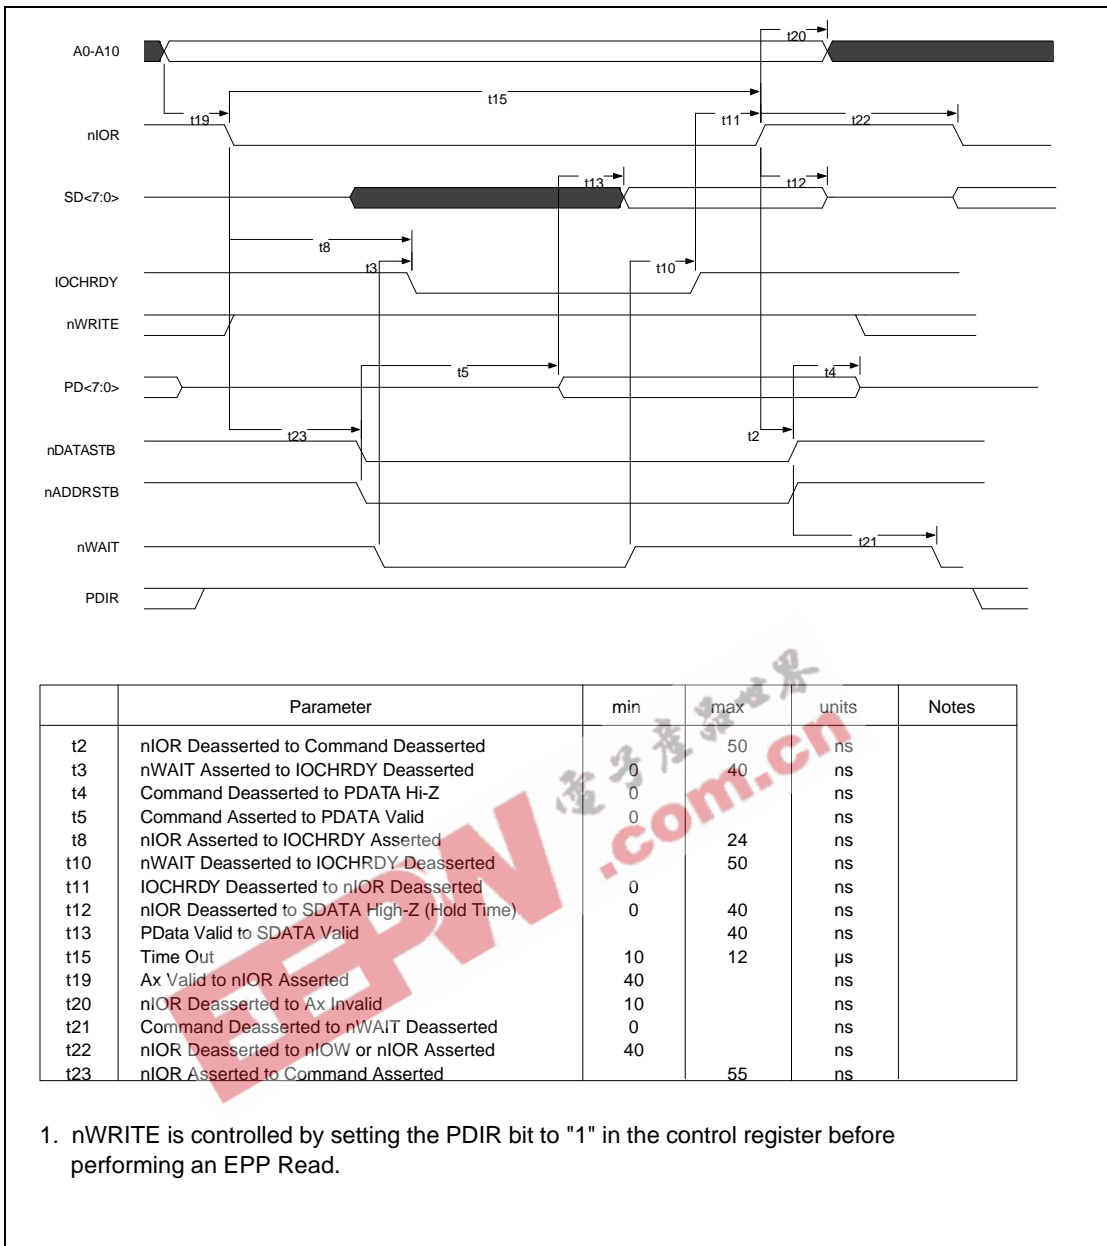 A0-A10
t20
t15
t19
t11
t22
nIOR
t13
t12
SD<7:0>
t8
t3
t10
IOCHRDY
nWRITE
t5
t4
PD<7:0>
t23
t2
nDATASTB
nADDRSTB
t21
nWAIT
PDIR
Parameter min max units Notes
t2 nIOR Deasserted to Command Deasserted 50 ns
t3 nWAIT Asserted to IOCHRDY Deasserted 0 40 ns
t4 Command Deasserted to PDATA Hi-Z 0 ns
t5 Command Asserted to PDATA Valid 0 ns
t8 nIOR Asserted to IOCHRDY Asserted 24 ns
t10 nWAIT Deasserted to IOCHRDY Deasserted 50 ns
t11 IOCHRDY Deasserted to nIOR Deasserted 0 ns
t12 nIOR Deasserted to SDATA High-Z (Hold Time) 0 40 ns
t13 PData Valid to SDATA Valid 40 ns
t15 Time Out 10 12 µs
t19 Ax Valid to nIOR Asserted 40 ns
t20 nIOR Deasserted to Ax Invalid 10 ns
t21 Command Deasserted to nWAIT Deasserted 0 ns
t22 nIOR Deasserted to nIOW or nIOR Asserted 40 ns
t23 nIOR Asserted to Command Asserted 55 ns
EEPW.com.cn
電子産品世界
1. nWRITE is controlled by setting the PDIR bit to "1" in the control register before
performing an EPP Read.